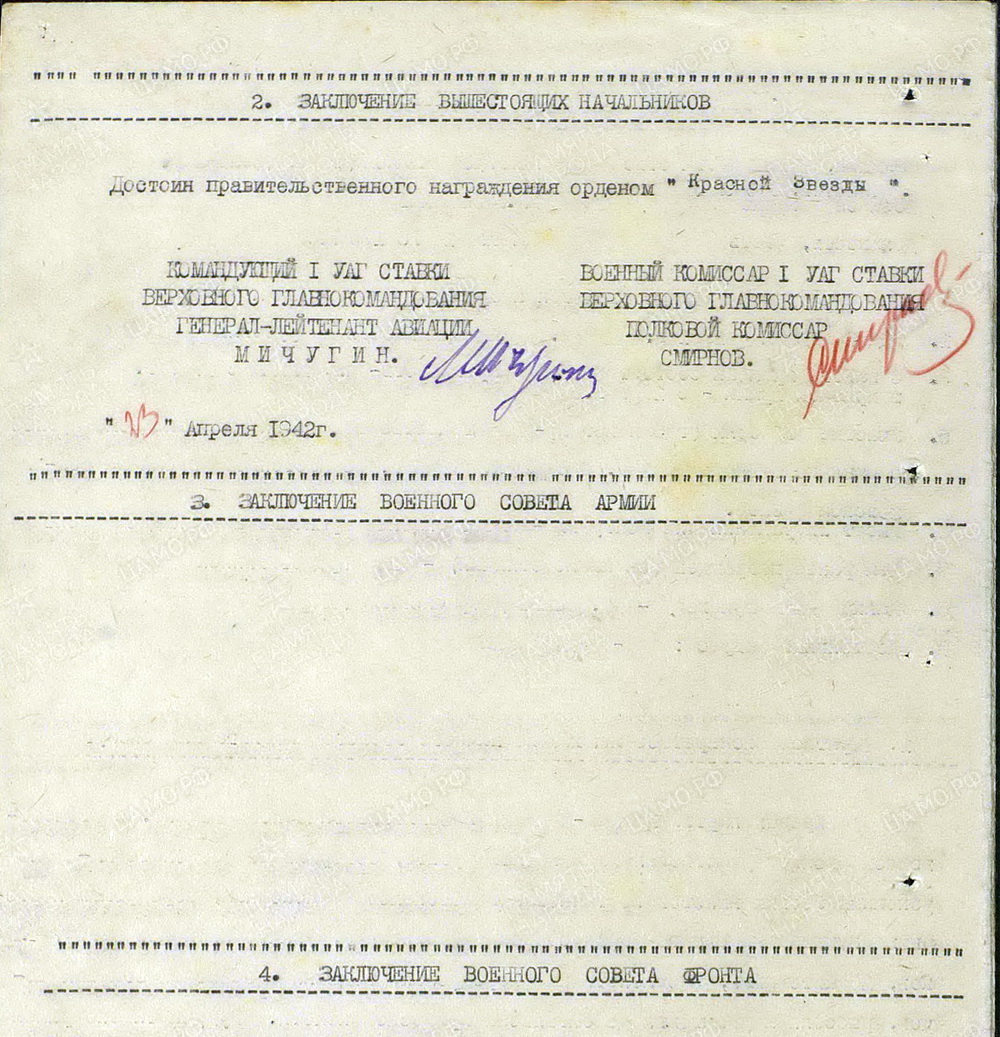 2. ЗАКЛЮЧЕНИЕ ВЫШЕСТОЯЩИХ НАЧАЛЬНИКОВ
Достоин правительственного награждения орденом " Красной Звезды ".
КОМАНДУЮЩИЙ I УАГ СТАВКИ
ВЕРХОВНОГО ГЛАВНОКОМАНДОВАНИЯ
ГЕНЕРАЛ-ЛЕЙТЕНАНТ АВИАЦИИ
МИЧУГИН.
ВОЕННЫЙ КОМИССАР I УАГ СТАВКИ
ВЕРХОВНОГО ГЛАВНОКОМАНДОВАНИЯ
ПОЛКОВОЙ КОМИССАР
СМИРНОВ.
"23" Апреля 1942г.
3. ЗАКЛЮЧЕНИЕ ВОЕННОГО СОВЕТА АРМИИ
4. ЗАКЛЮЧЕНИЕ ВОЕННОГО СОВЕТА ФРОНТА